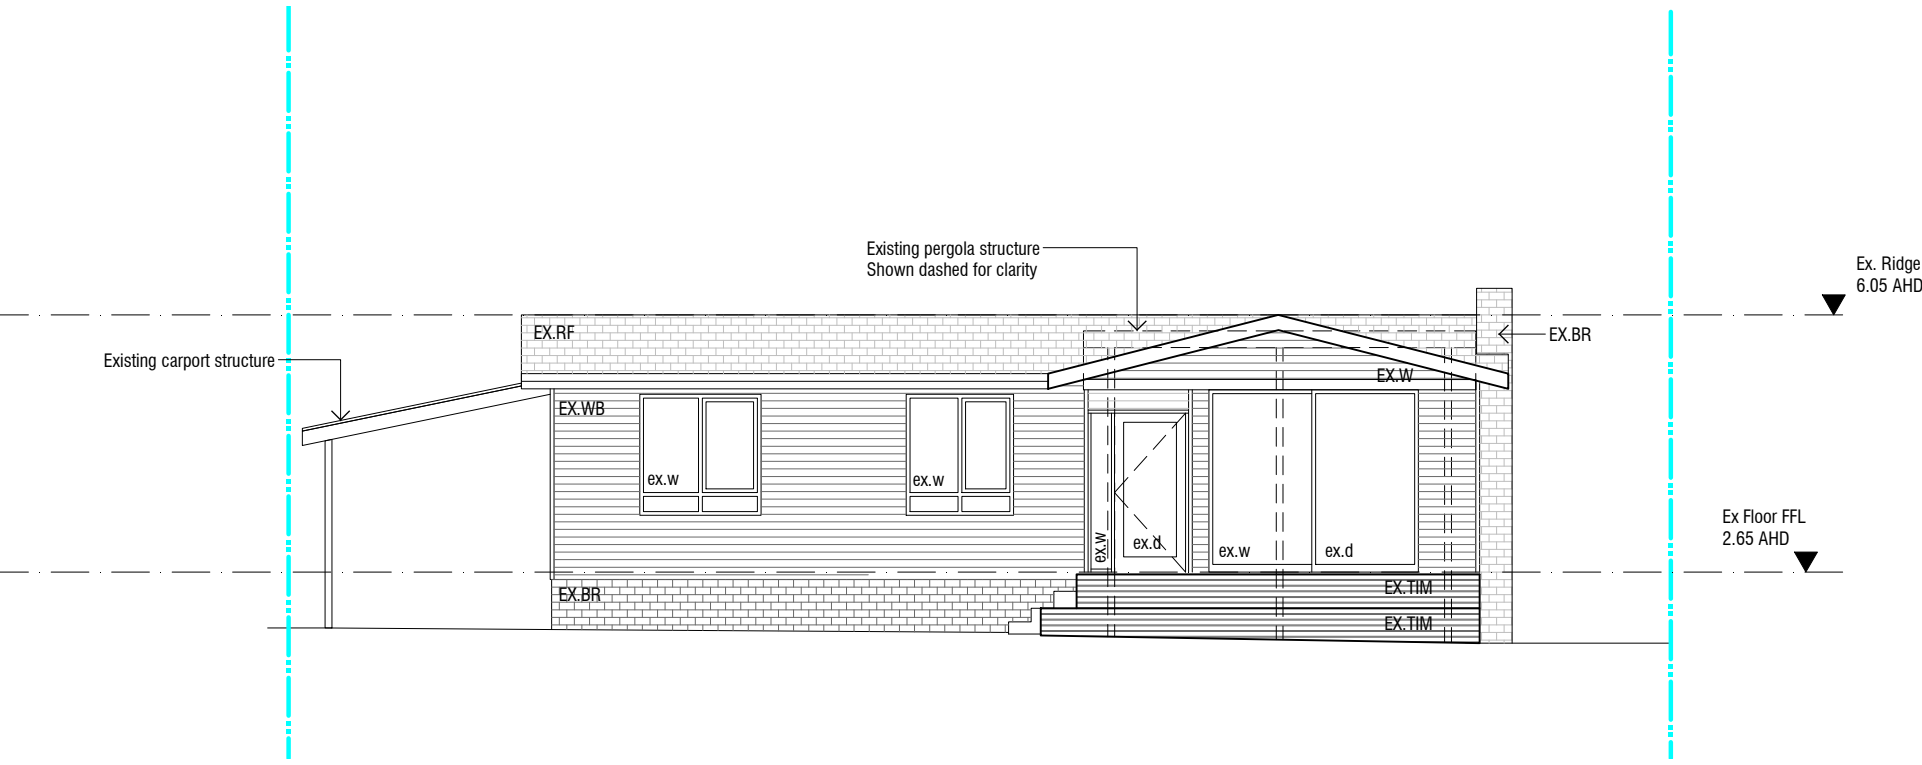 Existing pergola structure
Shown dashed for clarity
Ex. Ridge
6.05 AHD
EX.RF
EX.BR
Existing carport structure
EX.W
EX.WB
ex.w
ex.w
Ex Floor FFL
2.65 AHD
ex.w
ex.d
ex.w
ex.d
EX.BR
EX.TIM
EX.TIM